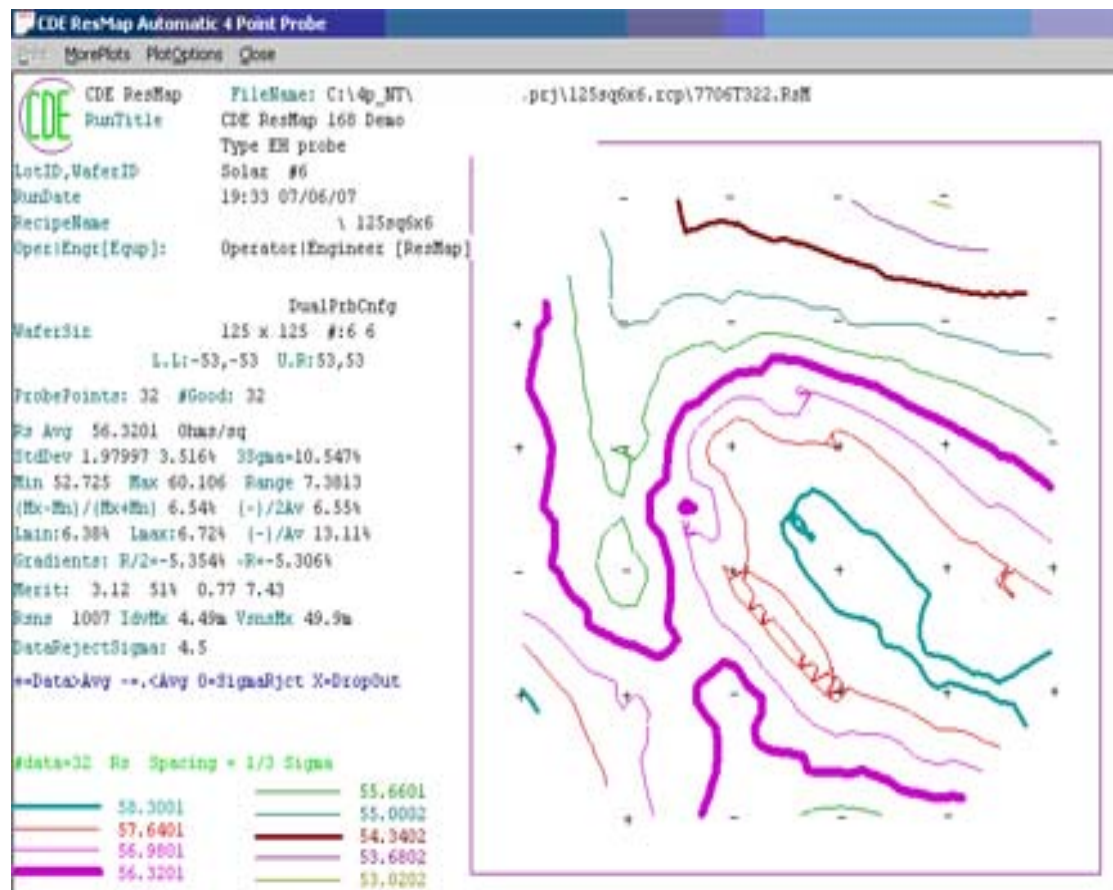 CDE ResMap Automatic 4 Point Probe
MorePlots PlotOptions Close
CDE
CDE ResMap FileName: C:\4p_NT\ .prj\125sq6x6.rcp\7706T322.RsM
RunTitle CDE ResMap 168 Demo
Type EH probe
LotID,WaferID Solar #6
RunDate 19:33 07/06/07
RecipeName \ 125sq6x6
Oper|Engr[Equp]: Operator|Engineer [ResMap]
DualPrbCnfg
WaferSiz 125 x 125 #:6 6
L.L:-53,-53 U.R:53,53
ProbePoints: 32 #Good: 32
Rs Avg 56.3201 Ohms/sq
StdDev 1.97997 3.516% 3Sgma=10.547%
Min 52.725 Max 60.106 Range 7.3813
(Mx-Mn)/(Mx+Mn) 6.54% (-)/2Av 6.55%
Lmin:6.38% Lmax:6.72% (-)/Av 13.11%
Gradients: R/2=-5.354% -R=-5.306%
Merit: 3.12 51% 0.77 7.43
Rsns 1007 IdvMx 4.49m VsnsMx 49.9m
DataRejectSigma: 4.5
+=Data>Avg -=.<Avg 0=SigmaRjct X=DropOut
#data=32 Rs Spacing = 1/3 Sigma
58.3001 55.6601
57.6401 55.0002
56.9801 54.3402
56.3201 53.6802
53.0202